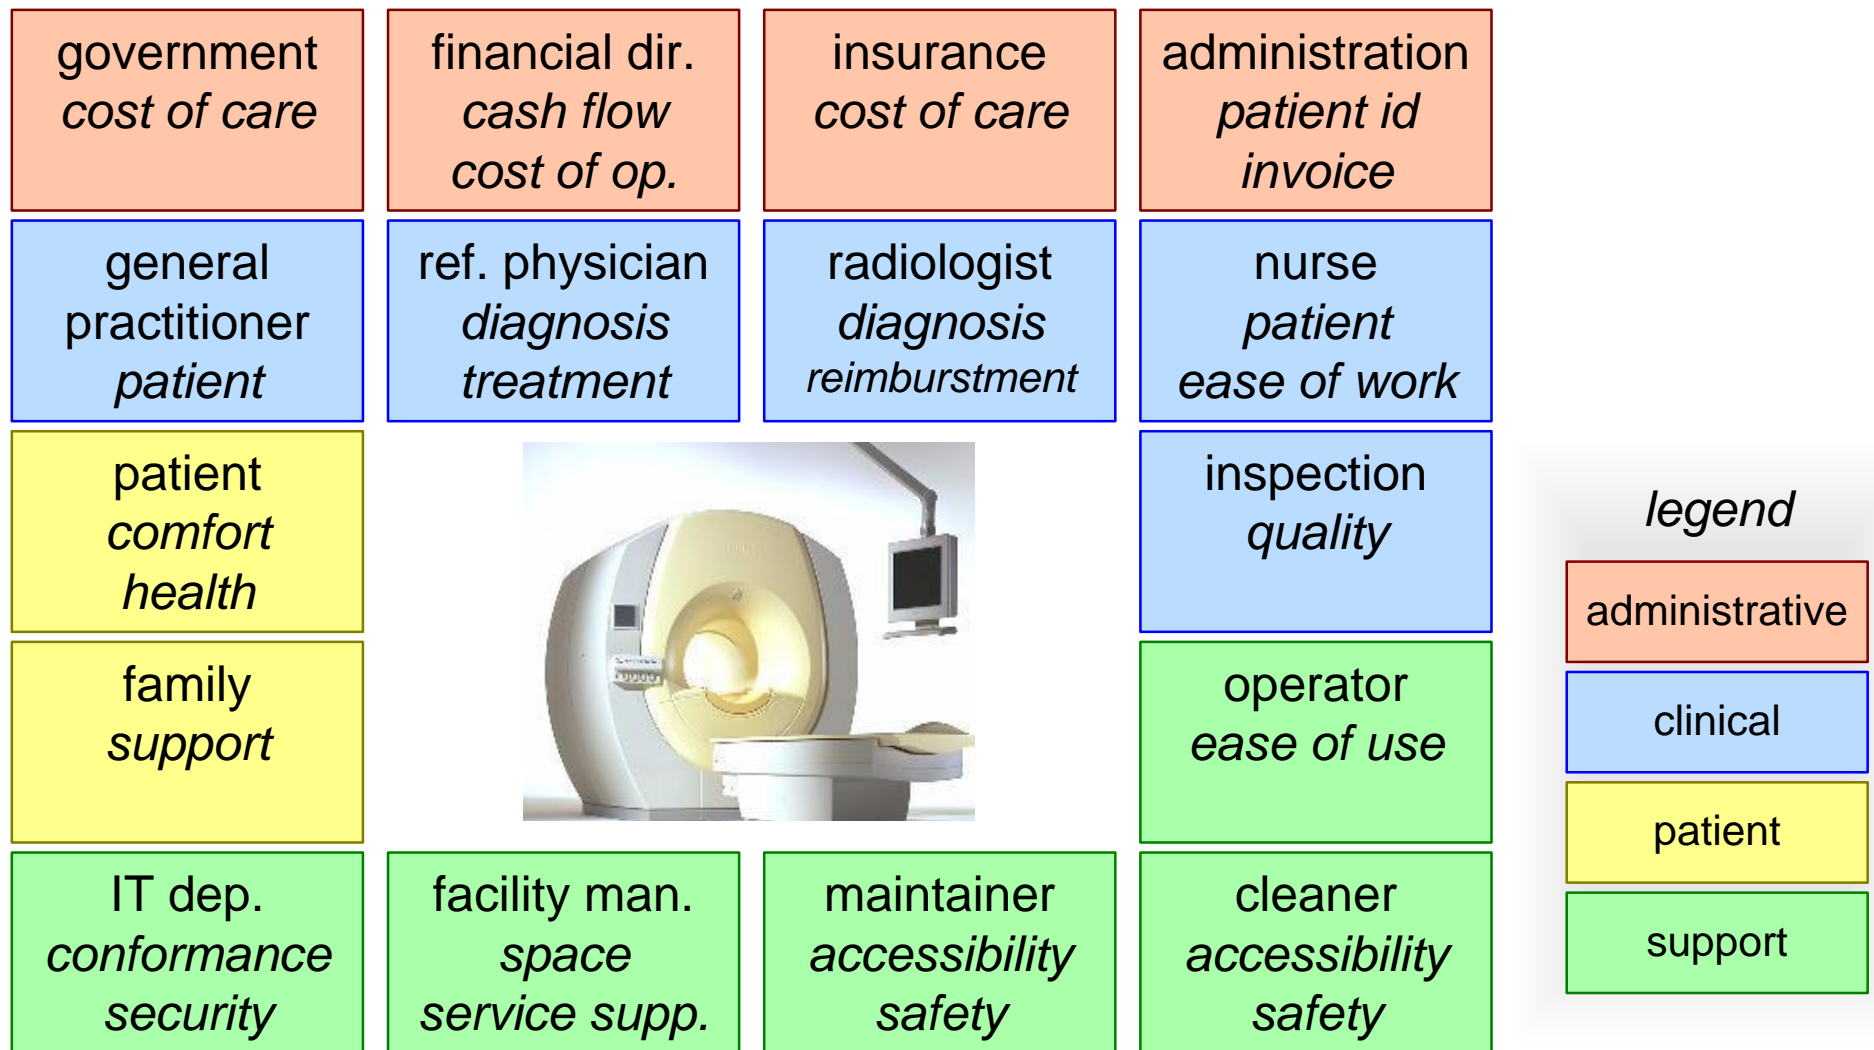 government
cost of care
financial dir.
cash flow
cost of op.
insurance
cost of care
administration
patient id
invoice
general
practitioner
patient
ref. physician
diagnosis
treatment
radiologist
diagnosis
reimburstment
nurse
patient
ease of work
patient
comfort
health
inspection
quality
family
support
operator
ease of use
IT dep.
conformance
security
facility man.
space
service supp.
maintainer
accessibility
safety
cleaner
accessibility
safety
legend
administrative
clinical
patient
support